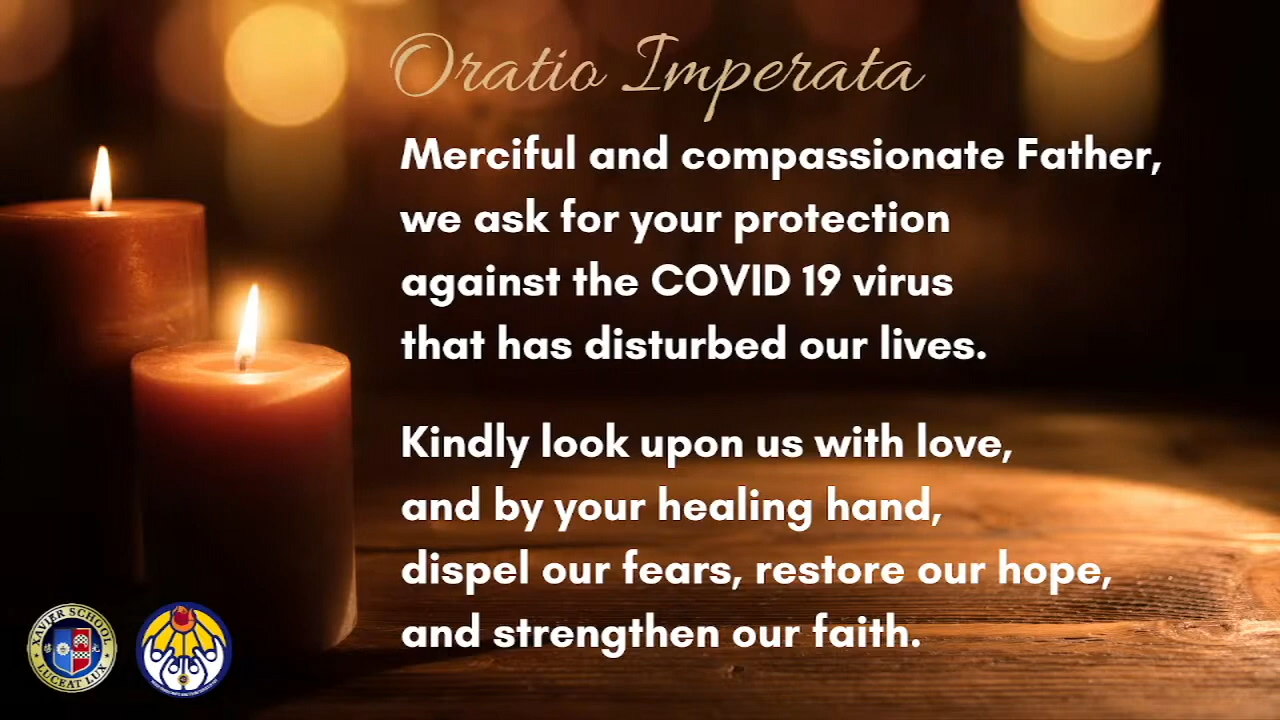 Oratio Imperata
Merciful and compassionate Father,
we ask for your protection
against the COVID 19 virus
that has disturbed our lives.
Kindly look upon us with love,
and by your healing hand,
dispel our fears, restore our hope,
and strengthen our faith.
XAVIER SCHOOL
LUCEAT LUX